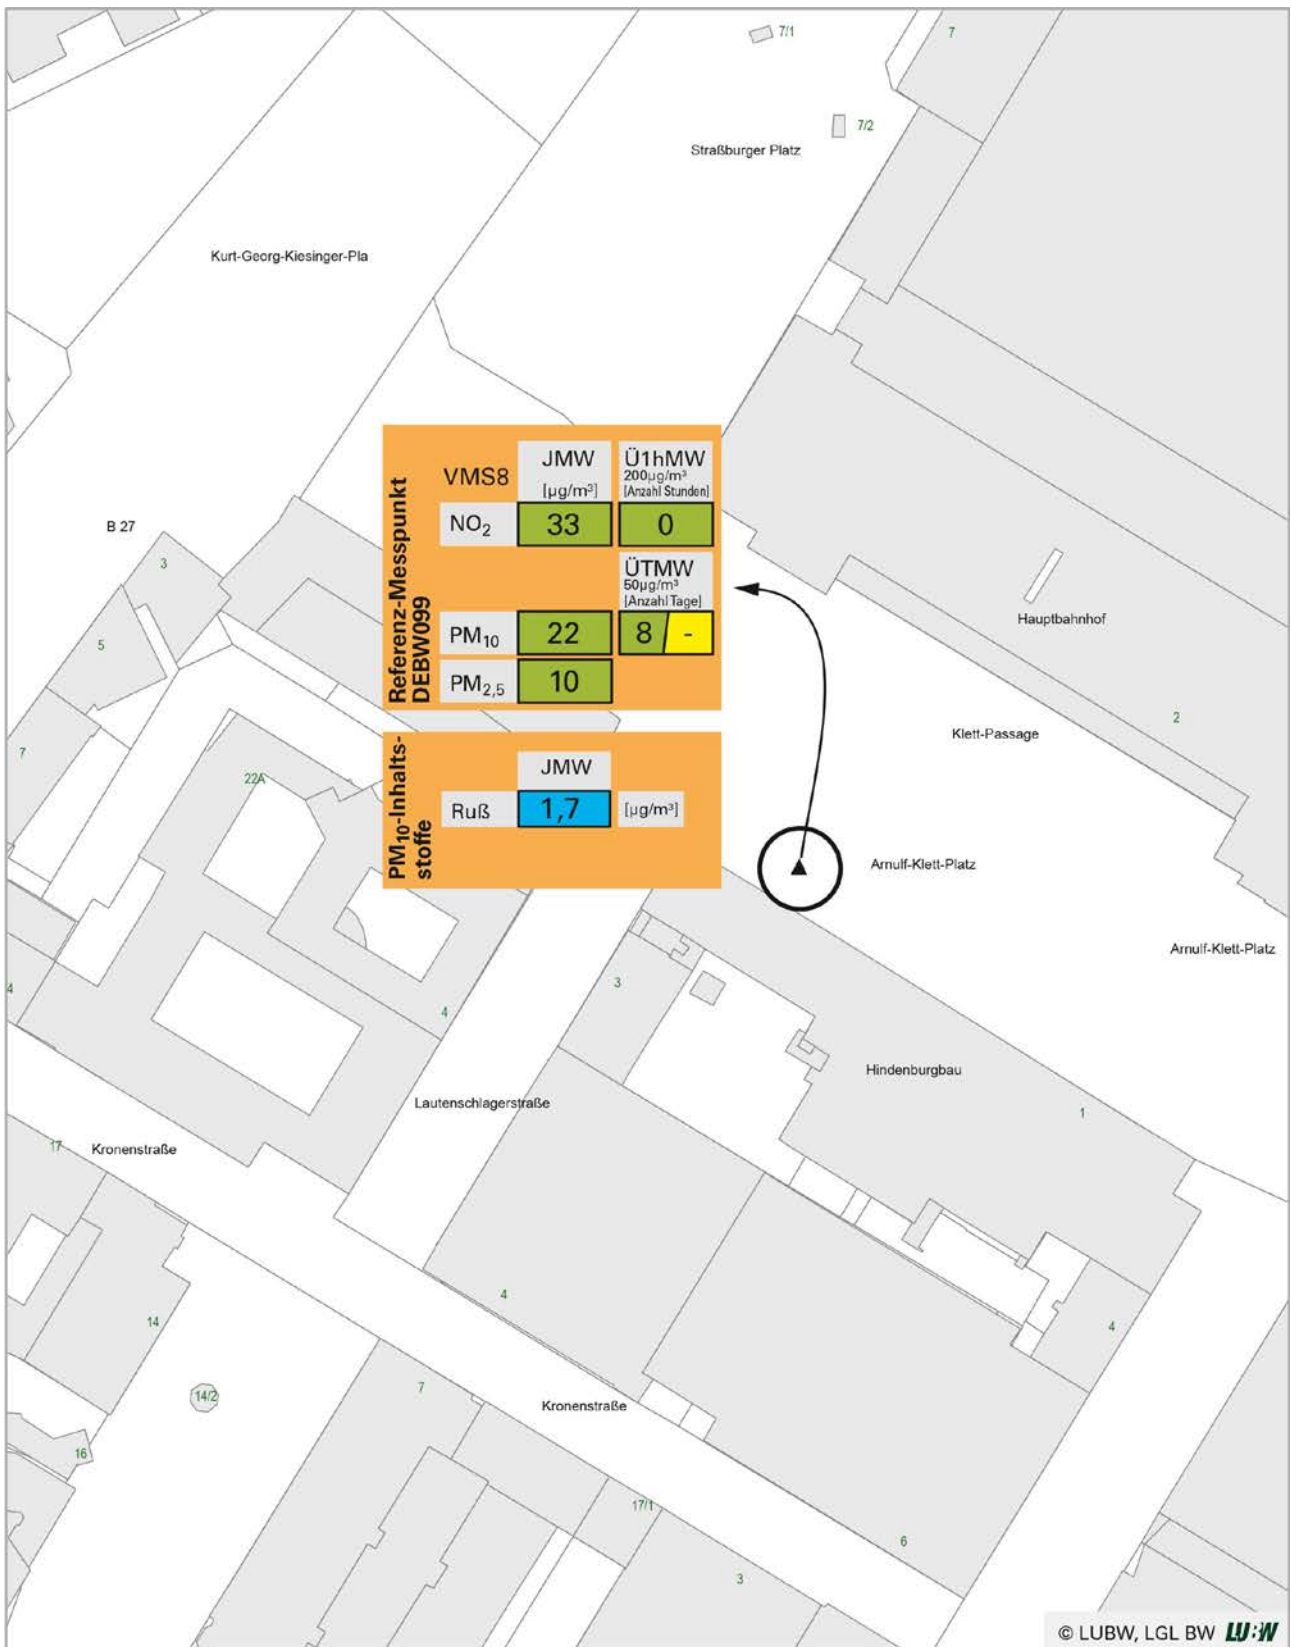 7/1
7
7/2
Straßburger Platz
Kurt-Georg-Kiesinger-Pla
B 27
3
5
7
22A
4
4
Referenz-Messpunkt
DEBW099
VMS8
JMW
[µg/m³]
Ü1hMW
200µg/m³
[Anzahl Stunden]
NO₂
33
0
ÜTMW
50µg/m³
[Anzahl Tage]
PM₁₀
22
8
-
PM₂,₅
10
PM₁₀-Inhalts-
stoffe
JMW
Ruß
1,7
[µg/m³]
Hauptbahnhof
2
Klett-Passage
Arnulf-Klett-Platz
Arnulf-Klett-Platz
3
Hindenburgbau
1
Lautenschlagerstraße
17
Kronenstraße
4
14
4
14/2
7
Kronenstraße
16
17/1
6
3
© LUBW, LGL BW LUBW